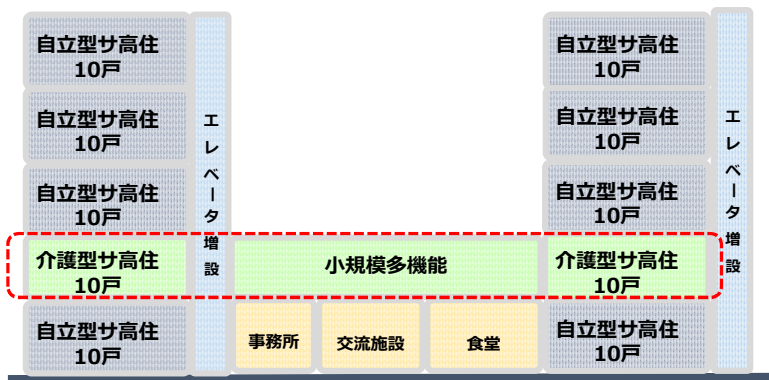 自立型サ高住
10戸
自立型サ高住
10戸
自立型サ高住
10戸
介護型サ高住
10戸
自立型サ高住
10戸
エレベータ増設
小規模多機能
事務所
交流施設
食堂
自立型サ高住
10戸
自立型サ高住
10戸
自立型サ高住
10戸
介護型サ高住
10戸
自立型サ高住
10戸
エレベータ増設